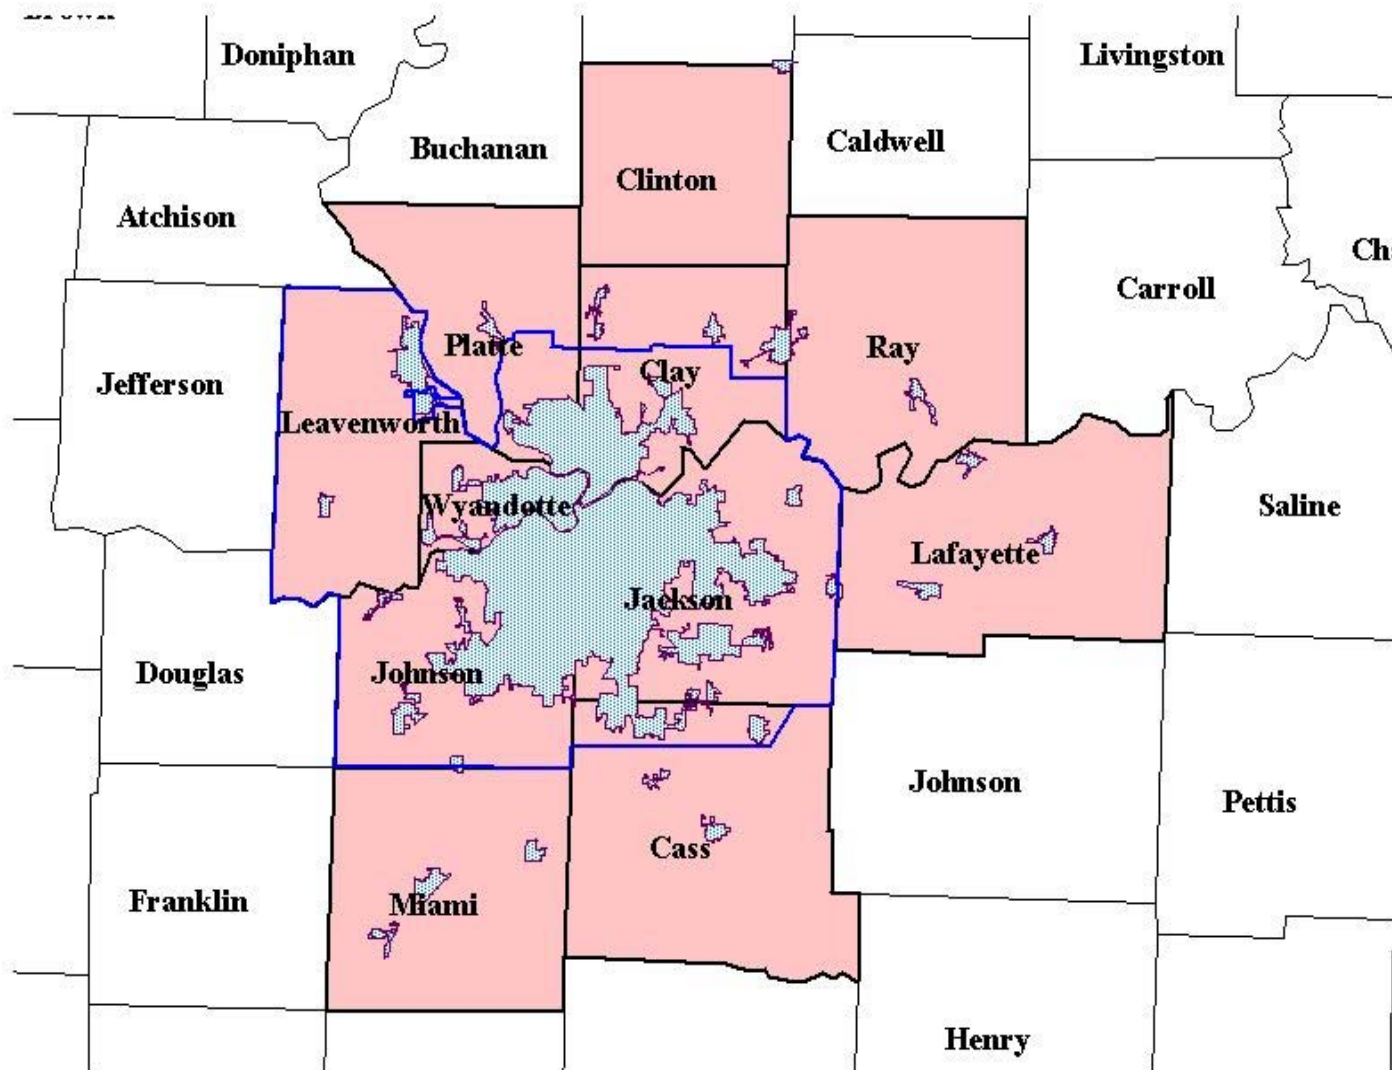 Doniphan
Livingston
Buchanan
Caldwell
Clinton
Atchison
Carroll
Platte
Ray
Clay
Jefferson
Leavenworth
Wyandotte
Saline
Lafayette
Jackson
Douglas
Johnson
Johnson
Pettis
Cass
Franklin
Miami
Henry